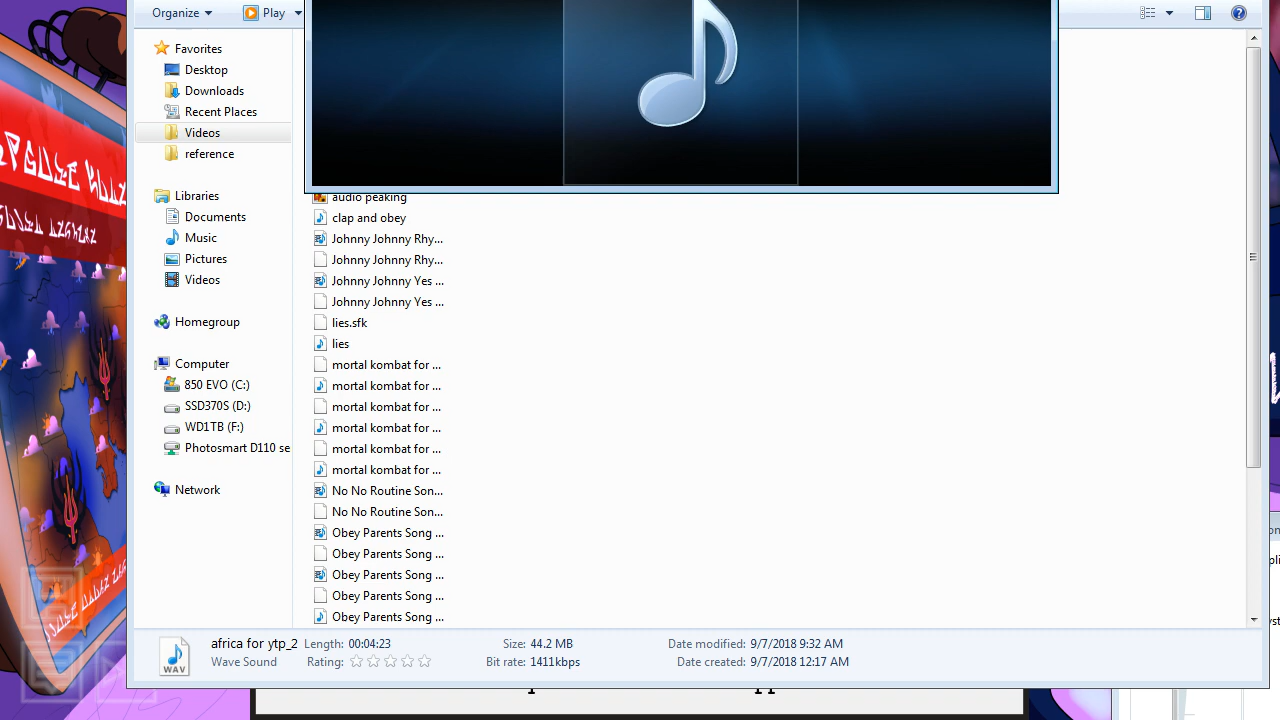 Organize
Play
Favorites
Desktop
Downloads
Recent Places
Videos
reference
Libraries
Documents
Music
Pictures
Videos
Homegroup
Computer
850 EVO (C:)
SSD370S (D:)
WD1TB (F:)
Photosmart D110 se
Network
audio peaking
clap and obey
Johnny Johnny Rhy...
Johnny Johnny Rhy...
Johnny Johnny Yes ...
Johnny Johnny Yes ...
lies.sfk
lies
mortal kombat for ...
mortal kombat for ...
mortal kombat for ...
mortal kombat for ...
mortal kombat for ...
mortal kombat for ...
No No Routine Son...
No No Routine Son...
Obey Parents Song ...
Obey Parents Song ...
Obey Parents Song ...
Obey Parents Song ...
Obey Parents Song ...
WAV
africa for ytp_2 Length: 00:04:23 Size: 44.2 MB Date modified: 9/7/2018 9:32 AM
Wave Sound Rating: Bit rate: 1411kbps Date created: 9/7/2018 12:17 AM